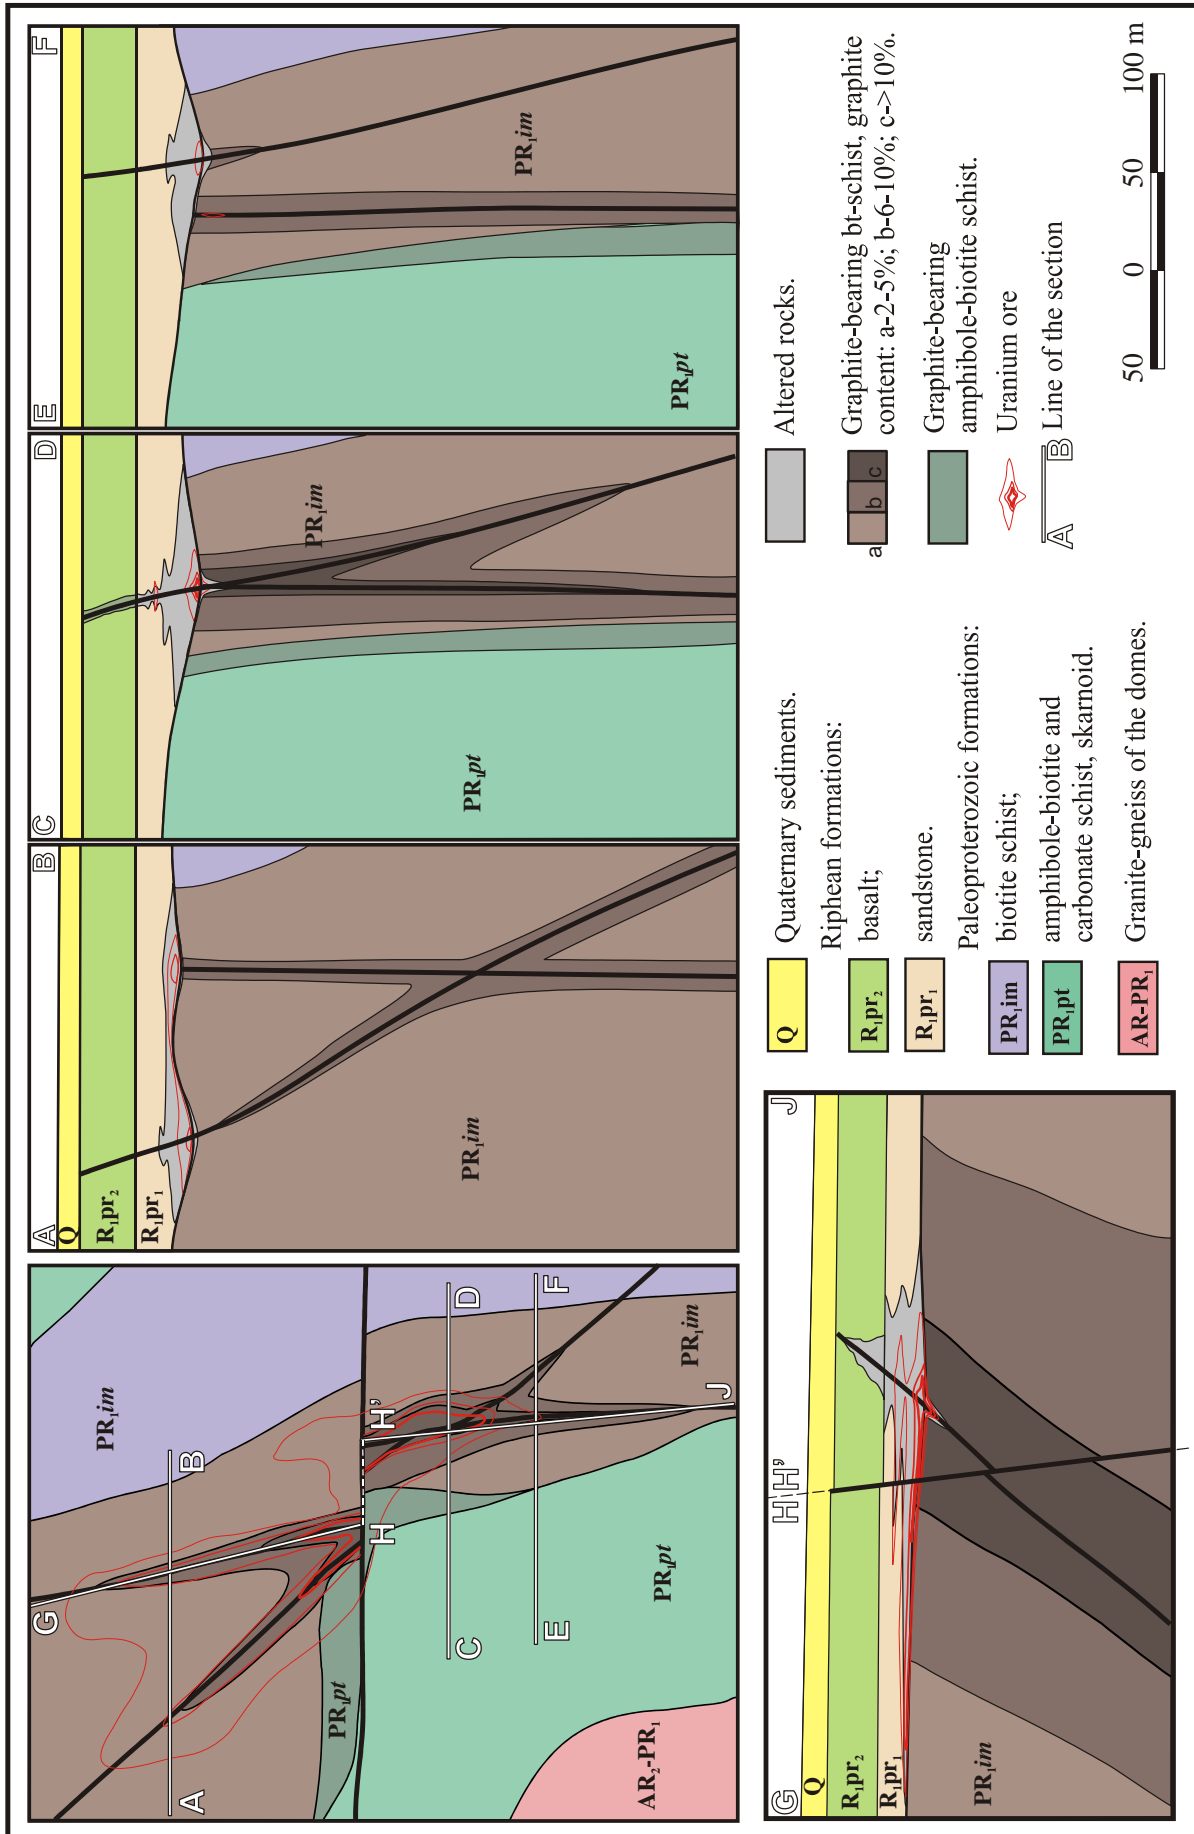 G
A
B
H
H'
C
D
E
F
J
PR₁im
PR₁pt
PR₁im
PR₁pt
AR₂-PR₁
A
B
Q
R₁pr₂
R₁pr₁
PR₁im
C
D
PR₁im
PR₁pt
E
F
PR₁im
PR₁pt
G
H
H'
J
Q
R₁pr₂
R₁pr₁
PR₁im
Q
Quaternary sediments.
Riphean formations:
R₁pr₂
basalt;
R₁pr₁
sandstone.
Paleoproterozoic formations:
PR₁im
biotite schist;
PR₁pt
amphibole-biotite and
carbonate schist, skarnoid.
AR-PR₁
Granite-gneiss of the domes.
Altered rocks.
a
b
c
Graphite-bearing bt-schist, graphite
content: a-2-5%; b-6-10%; c->10%.
Graphite-bearing
amphibole-biotite schist.
Uranium ore
A
B
Line of the section
50 0 50 100 m